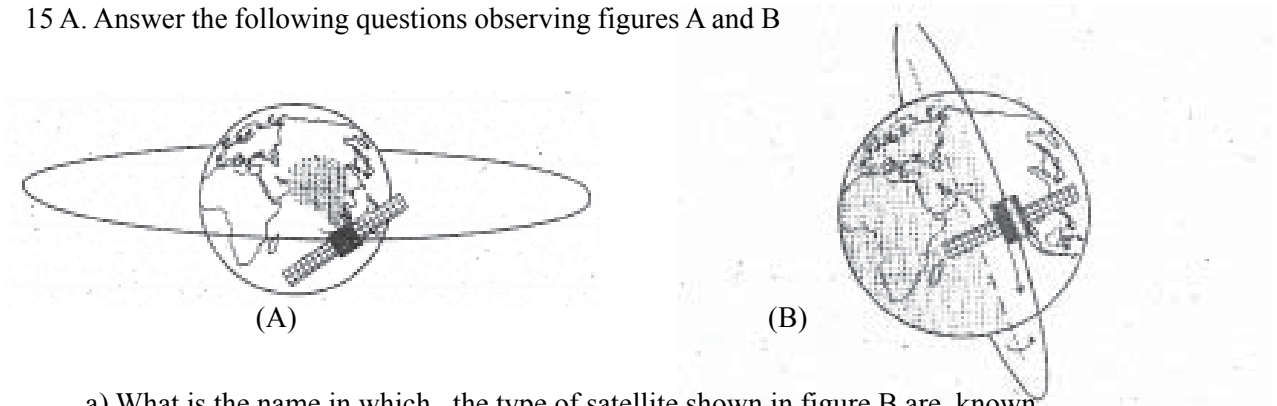 15 A. Answer the following questions observing figures A and B
(A)
(B)
a) What is the name in which the type of satellite shown in figure B are known